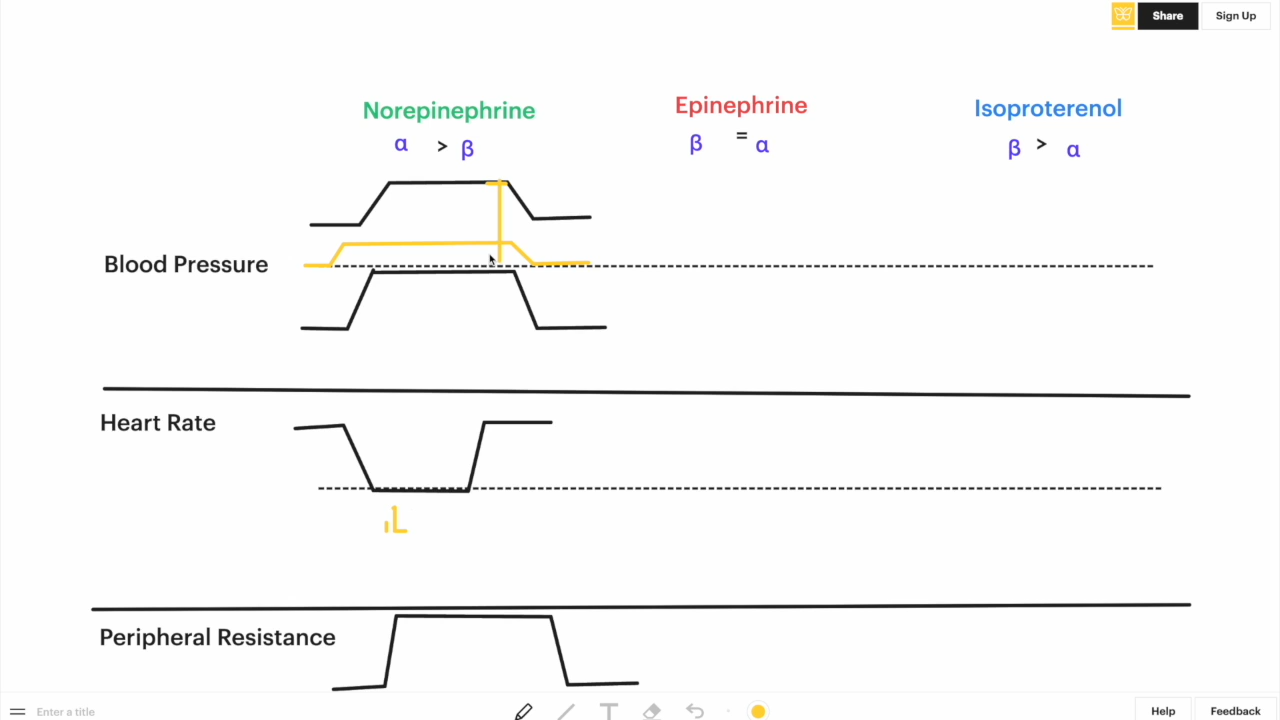 Share Sign Up
Norepinephrine Epinephrine Isoproterenol
α > β β = α β > α
Blood Pressure
Heart Rate
Peripheral Resistance
Enter a title T Help Feedback